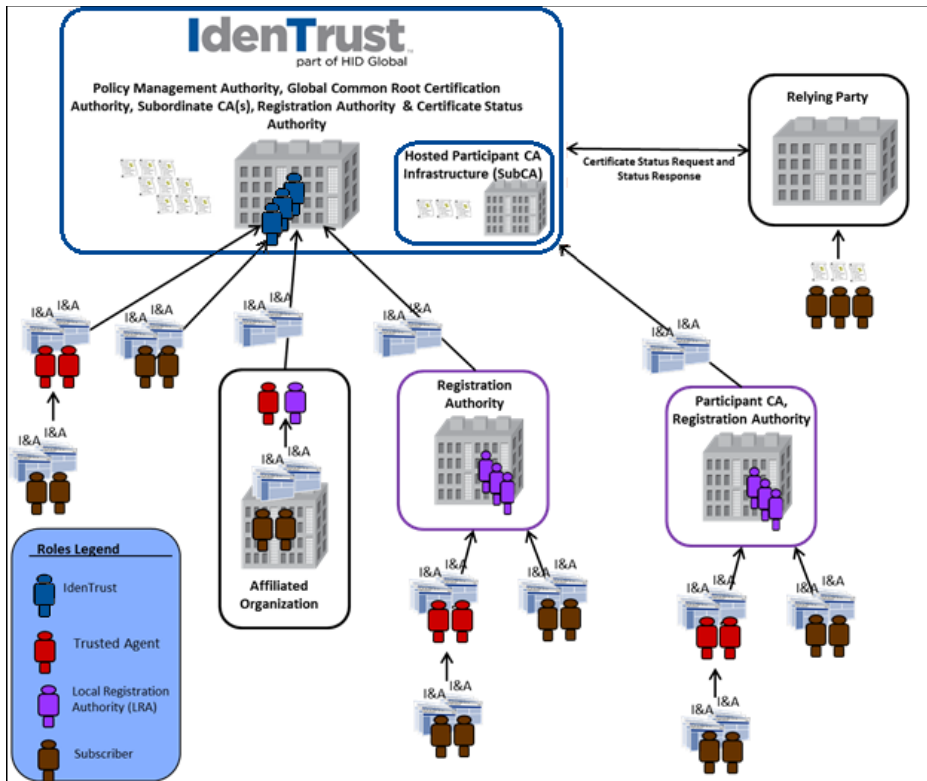 IdenTrust
part of HID Global
Policy Management Authority, Global Common Root Certification
Authority, Subordinate CA(s), Registration Authority & Certificate Status
Authority
Hosted Participant CA
Infrastructure (SubCA)
Relying Party
Certificate Status Request and
Status Response
I&A
I&A
I&A
I&A
I&A
I&A
I&A
I&A
I&A
I&A
I&A
I&A
I&A
I&A
Affiliated
Organization
Registration
Authority
I&A
I&A
I&A
I&A
I&A
I&A
Participant CA,
Registration Authority
I&A
I&A
I&A
I&A
I&A
I&A
Roles Legend
IdenTrust
Trusted Agent
Local Registration
Authority (LRA)
Subscriber